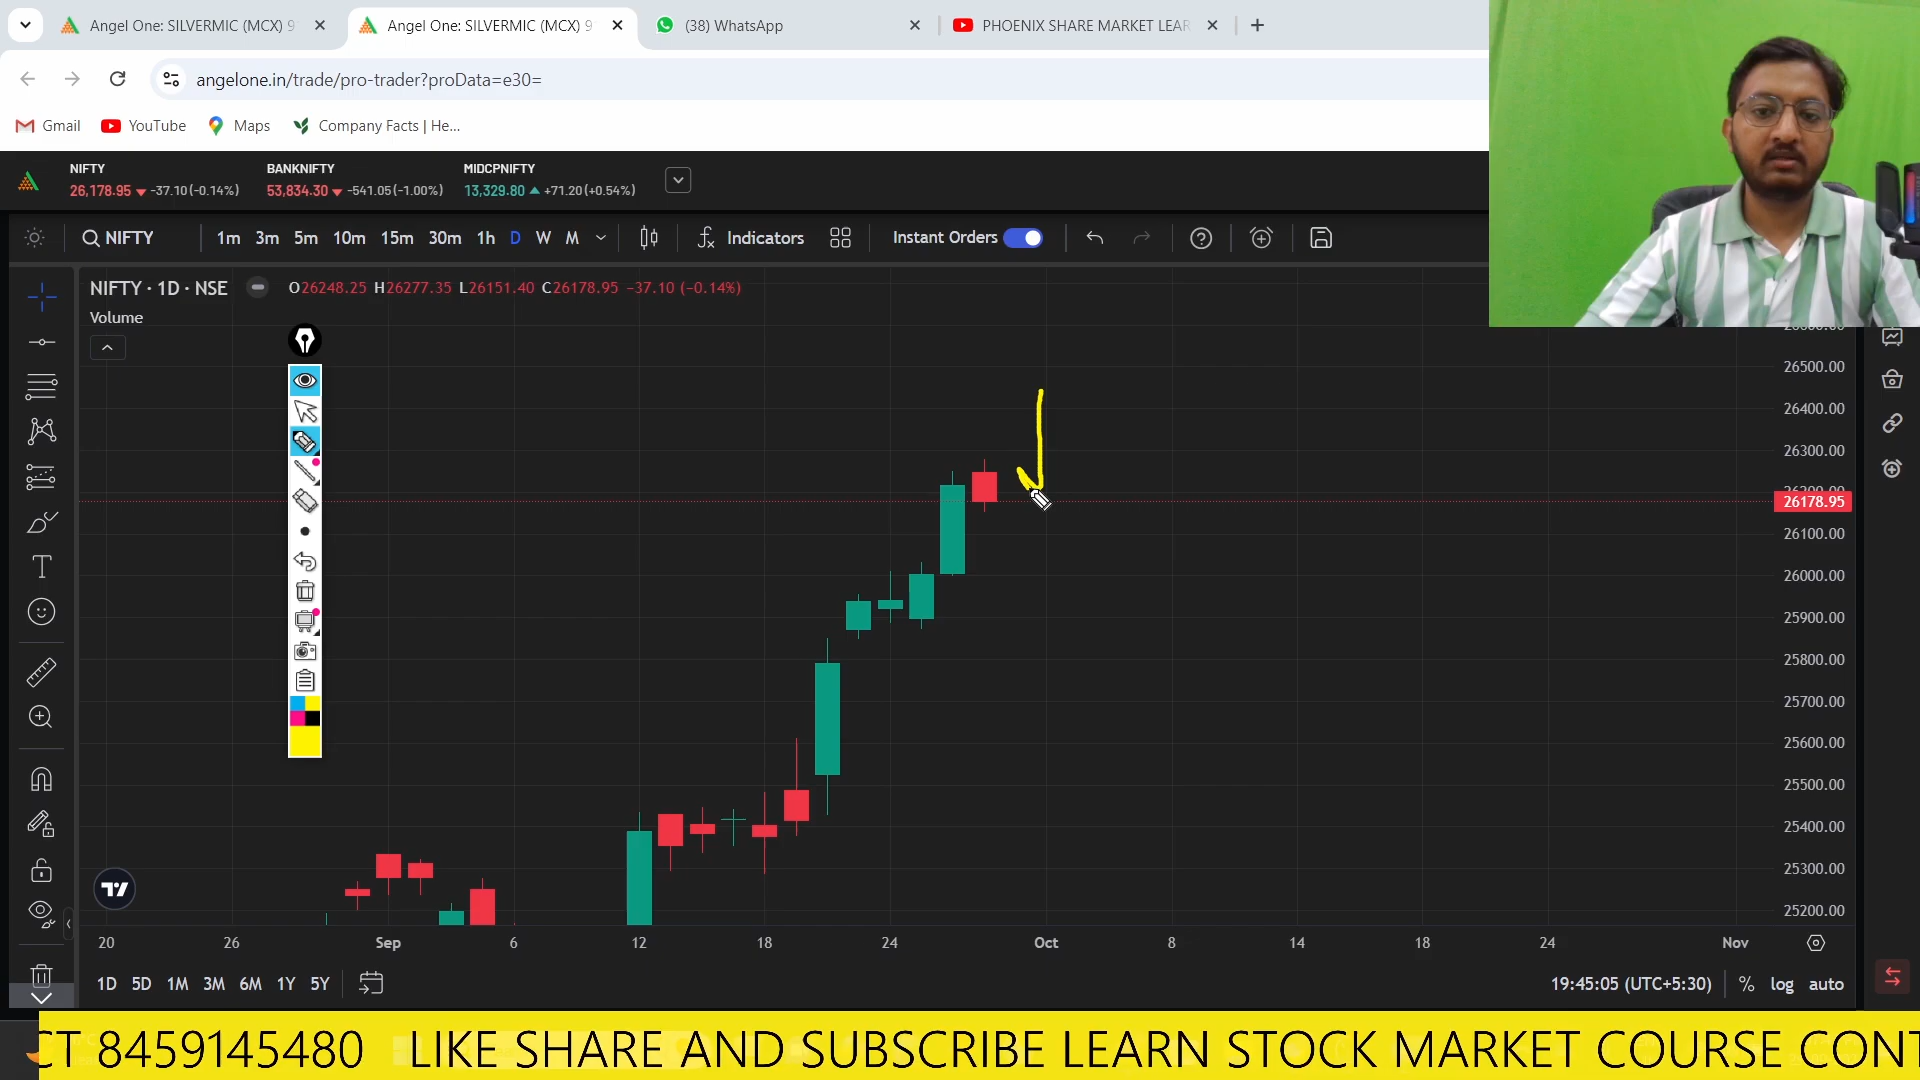 Angel One: SILVERMIC (MCX) 9
Angel One: SILVERMIC (MCX) 9
(38) WhatsApp
PHOENIX SHARE MARKET LEAR
angelone.in/trade/pro-trader?proData=e30=
Gmail
YouTube
Maps
Company Facts | He...
NIFTY
26,178.95 -37.10(-0.14%)
BANKNIFTY
53,834.30 -541.05(-1.00%)
MIDCPNIFTY
13,329.80 +71.20(+0.54%)
NIFTY
1m 3m 5m 10m 15m 30m 1h D W M
Indicators
Instant Orders
NIFTY · 1D · NSE
O26248.25 H26277.35 L26151.40 C26178.95 −37.10 (−0.14%)
Volume
26500.00
26400.00
26300.00
26178.95
26100.00
26000.00
25900.00
25800.00
25700.00
25600.00
25500.00
25400.00
25300.00
25200.00
20 26 Sep 6 12 18 24 Oct 8 14 18 24 Nov
1D 5D 1M 3M 6M 1Y 5Y
19:45:05 (UTC+5:30) % log auto
CT 8459145480 LIKE SHARE AND SUBSCRIBE LEARN STOCK MARKET COURSE CONT